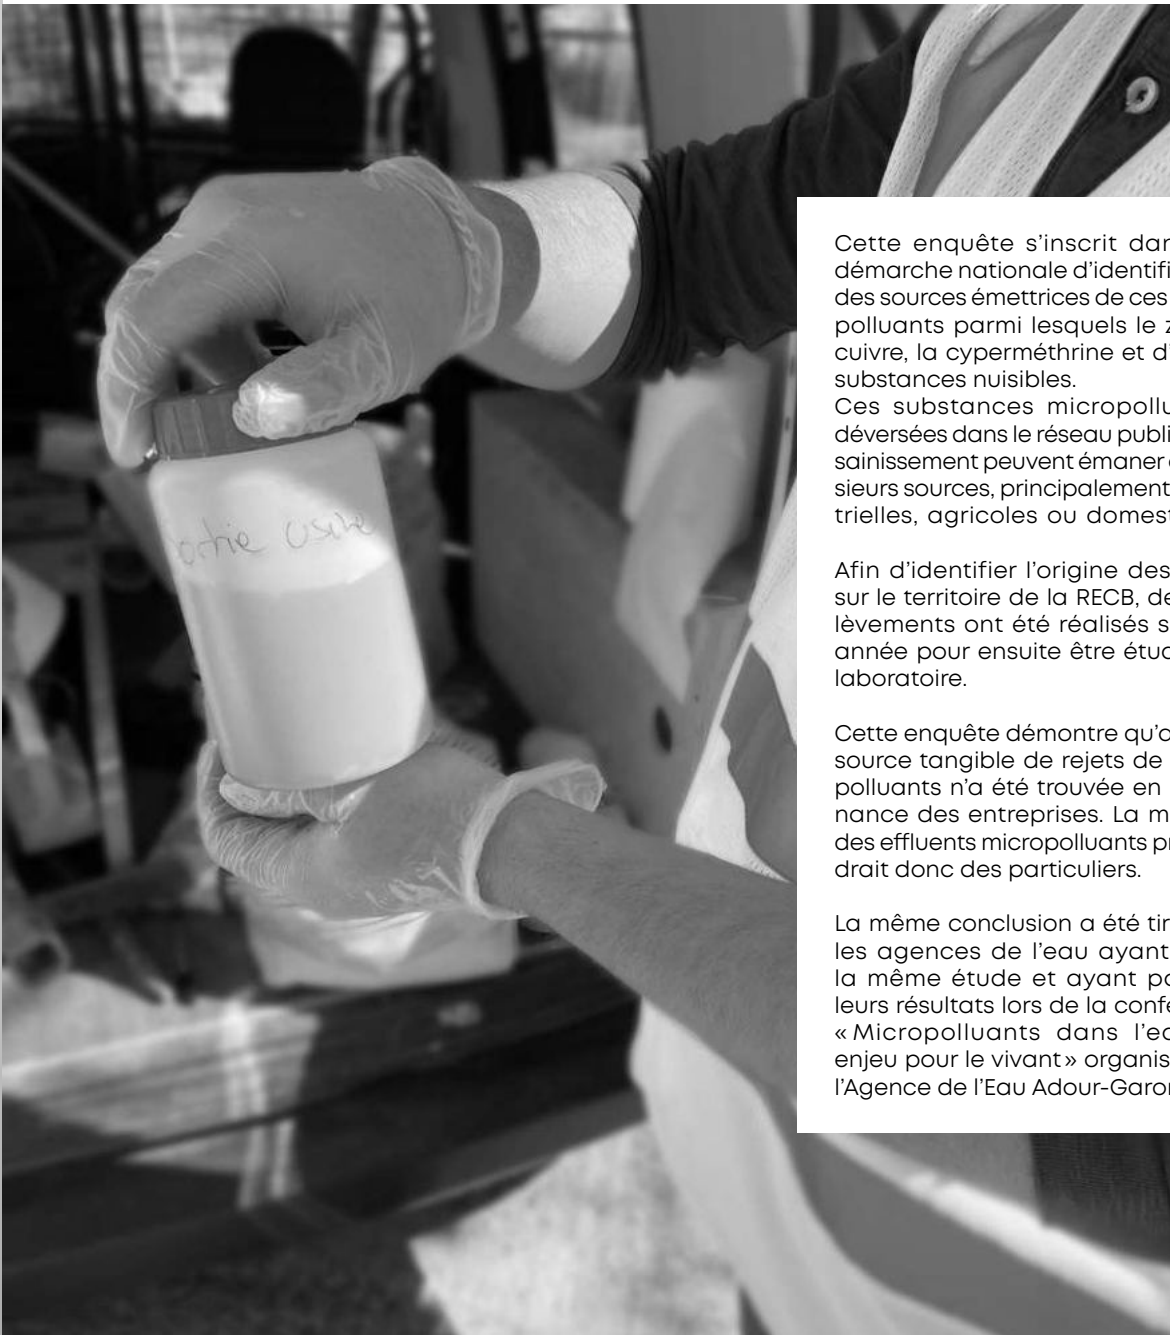 ortie usine
Cette enquête s'inscrit dan
démarche nationale d'identifi
des sources émettrices de ces
polluants parmi lesquels le z
cuivre, la cyperméthrine et d'
substances nuisibles.
Ces substances micropollu
déversées dans le réseau publi
sainissement peuvent émaner
sieurs sources, principalement
trielles, agricoles ou domest
Afin d'identifier l'origine des
sur le territoire de la RECB, de
lèvements ont été réalisés s
année pour ensuite être étud
laboratoire.
Cette enquête démontre qu'a
source tangible de rejets de
polluants n'a été trouvée en
nance des entreprises. La m
des effluents micropolluants pr
drait donc des particuliers.
La même conclusion a été tir
les agences de l'eau ayant
la même étude et ayant pa
leurs résultats lors de la confé
« Micropolluants dans l'ea
enjeu pour le vivant » organis
l'Agence de l'Eau Adour-Garon